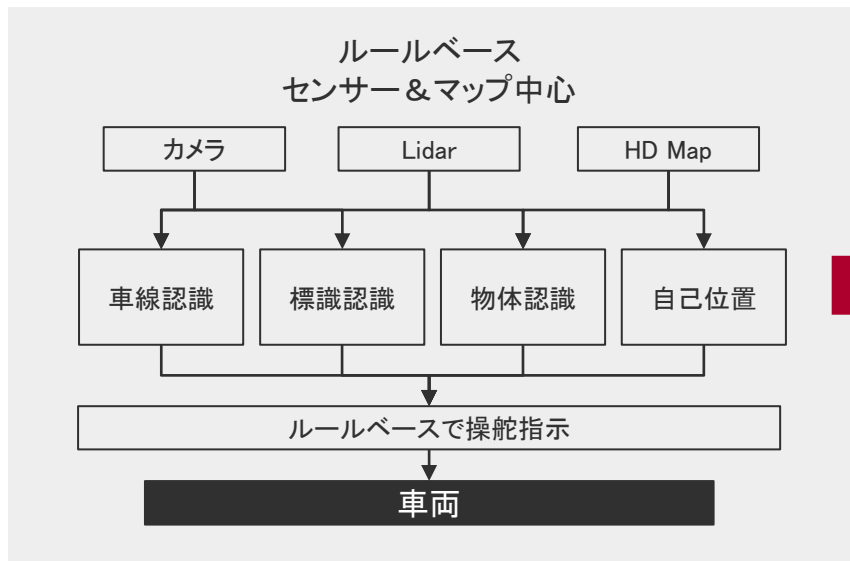 ルールベース
センサー＆マップ中心
カメラ
Lidar
HD Map
車線認識
標識認識
物体認識
自己位置
ルールベースで操舵指示
車両